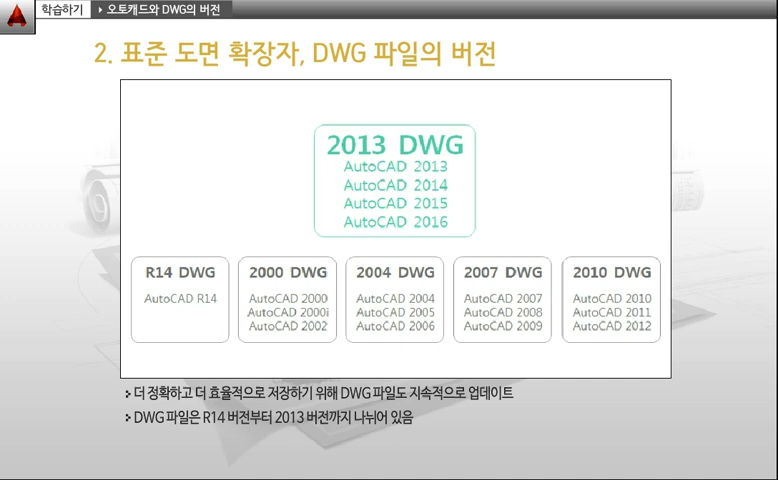 학습하기
오토캐드와 DWG의 버전
2. 표준 도면 확장자, DWG 파일의 버전
2013 DWG
AutoCAD 2013
AutoCAD 2014
AutoCAD 2015
AutoCAD 2016
R14 DWG
AutoCAD R14
2000 DWG
AutoCAD 2000
AutoCAD 2000i
AutoCAD 2002
2004 DWG
AutoCAD 2004
AutoCAD 2005
AutoCAD 2006
2007 DWG
AutoCAD 2007
AutoCAD 2008
AutoCAD 2009
2010 DWG
AutoCAD 2010
AutoCAD 2011
AutoCAD 2012
더 정확하고 더 효율적으로 저장하기 위해 DWG 파일도 지속적으로 업데이트
DWG 파일은 R14 버전부터 2013 버전까지 나뉘어 있음